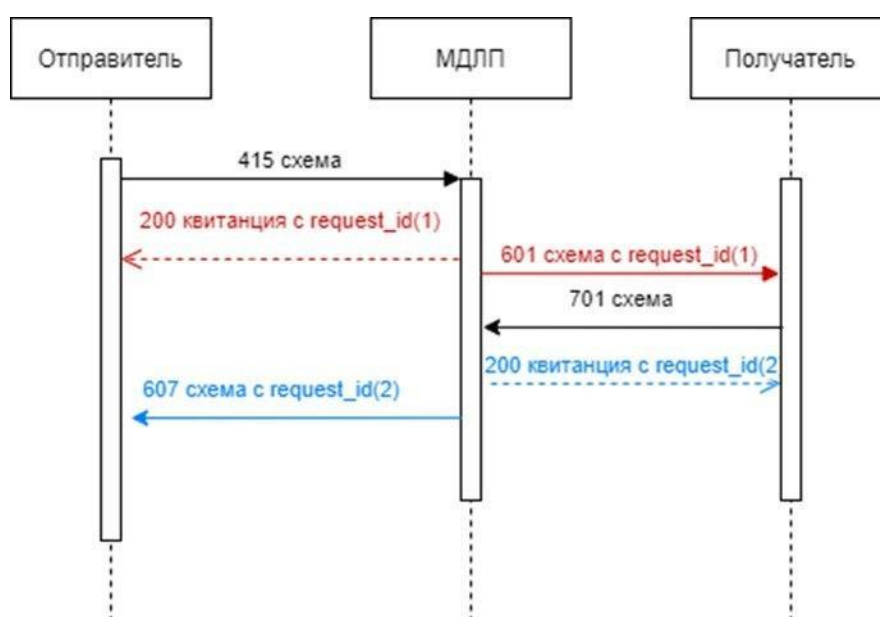 Отправитель
МДЛП
Получатель
415 схема
200 квитанция с request_id(1)
601 схема с request_id(1)
701 схема
200 квитанция с request_id(2
607 схема с request_id(2)